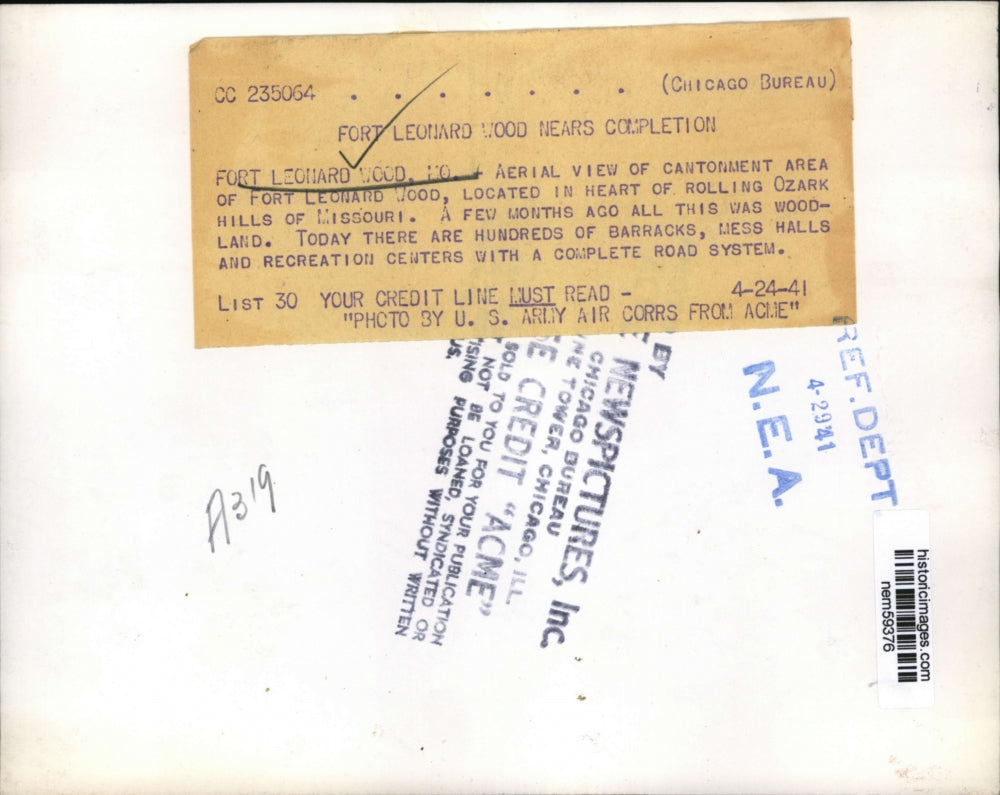 CC 235064 . . . . . . . (CHICAGO BUREAU)
FORT LEONARD WOOD NEARS COMPLETION
FORT LEONARD WOOD, MO. - AERIAL VIEW OF CANTONMENT AREA
OF FORT LEONARD WOOD, LOCATED IN HEART OF ROLLING OZARK
HILLS OF MISSOURI. A FEW MONTHS AGO ALL THIS WAS WOOD-
LAND. TODAY THERE ARE HUNDREDS OF BARRACKS, MESS HALLS
AND RECREATION CENTERS WITH A COMPLETE ROAD SYSTEM.
LIST 30 YOUR CREDIT LINE MUST READ - 4-24-41
"PHOTO BY U. S. ARMY AIR CORRS FROM ACME"
BY
NEWSPICTURES, Inc.
CHICAGO BUREAU
TOWER, CHICAGO, ILL.
CREDIT "ACME"
SOLD TO YOU FOR YOUR PUBLICATION
NOT BE LOANED, SYNDICATED OR
ISING PURPOSES WITHOUT WRITTEN
US.
REF. DEPT
4-29 41
N.E.A.
A319
historicimages.com
nem59376